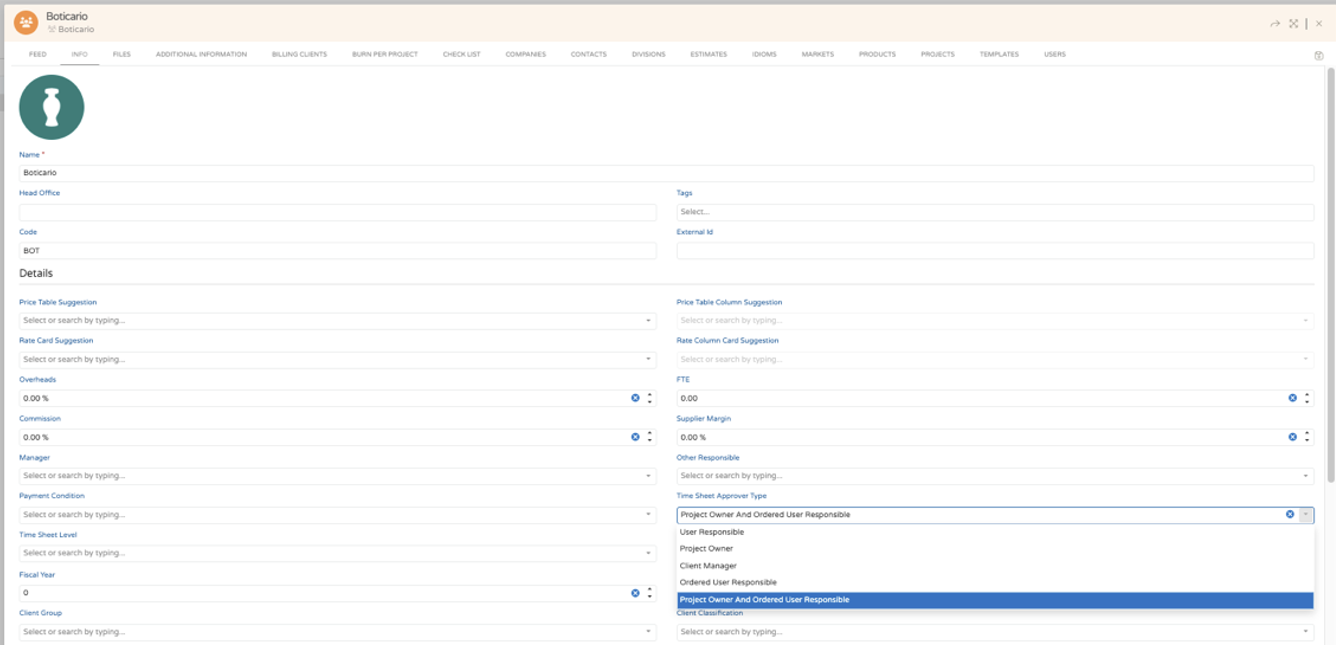 Boticario
Boticario
FEED INFO FILES ADDITIONAL INFORMATION BILLING CLIENTS BURN PER PROJECT CHECK LIST COMPANIES CONTACTS DIVISIONS ESTIMATES IDIOMS MARKETS PRODUCTS PROJECTS TEMPLATES USERS
Name *
Boticario
Head Office Tags
Select...
Code External Id
BOT
Details
Price Table Suggestion Price Table Column Suggestion
Select or search by typing... Select or search by typing...
Rate Card Suggestion Rate Column Card Suggestion
Select or search by typing... Select or search by typing...
Overheads FTE
0.00 % 0.00
Commission Supplier Margin
0.00 % 0.00 %
Manager Other Responsible
Select or search by typing... Select or search by typing...
Payment Condition Time Sheet Approver Type
Select or search by typing... Project Owner And Ordered User Responsible
Time Sheet Level User Responsible
Project Owner
Select or search by typing... Client Manager
Fiscal Year Ordered User Responsible
0 Project Owner And Ordered User Responsible
Client Group Client Classification
Select or search by typing... Select or search by typing...